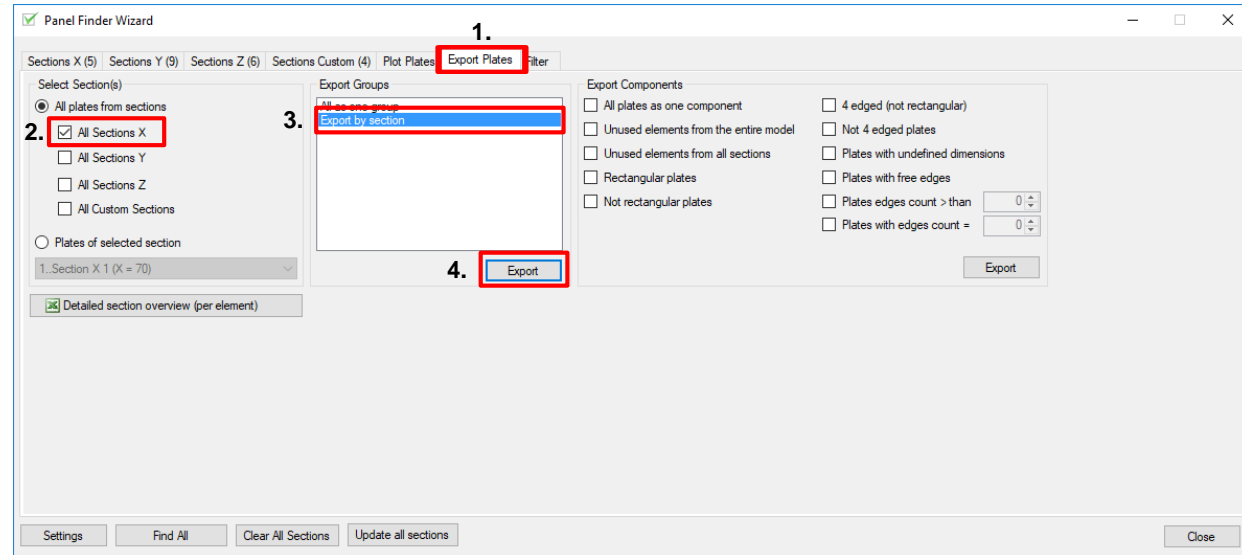 Panel Finder Wizard
1.
Sections X (5) Sections Y (9) Sections Z (6) Sections Custom (4) Plot Plates Export Plates Filter
Select Section(s)
All plates from sections
2.
All Sections X
All Sections Y
All Sections Z
All Custom Sections
Plates of selected section
1..Section X 1 (X = 70)
Detailed section overview (per element)
Export Groups
All as one group
3.
Export by section
4.
Export
Export Components
All plates as one component
Unused elements from the entire model
Unused elements from all sections
Rectangular plates
Not rectangular plates
4 edged (not rectangular)
Not 4 edged plates
Plates with undefined dimensions
Plates with free edges
Plates edges count > than 0
Plates with edges count = 0
Export
Settings Find All Clear All Sections Update all sections Close